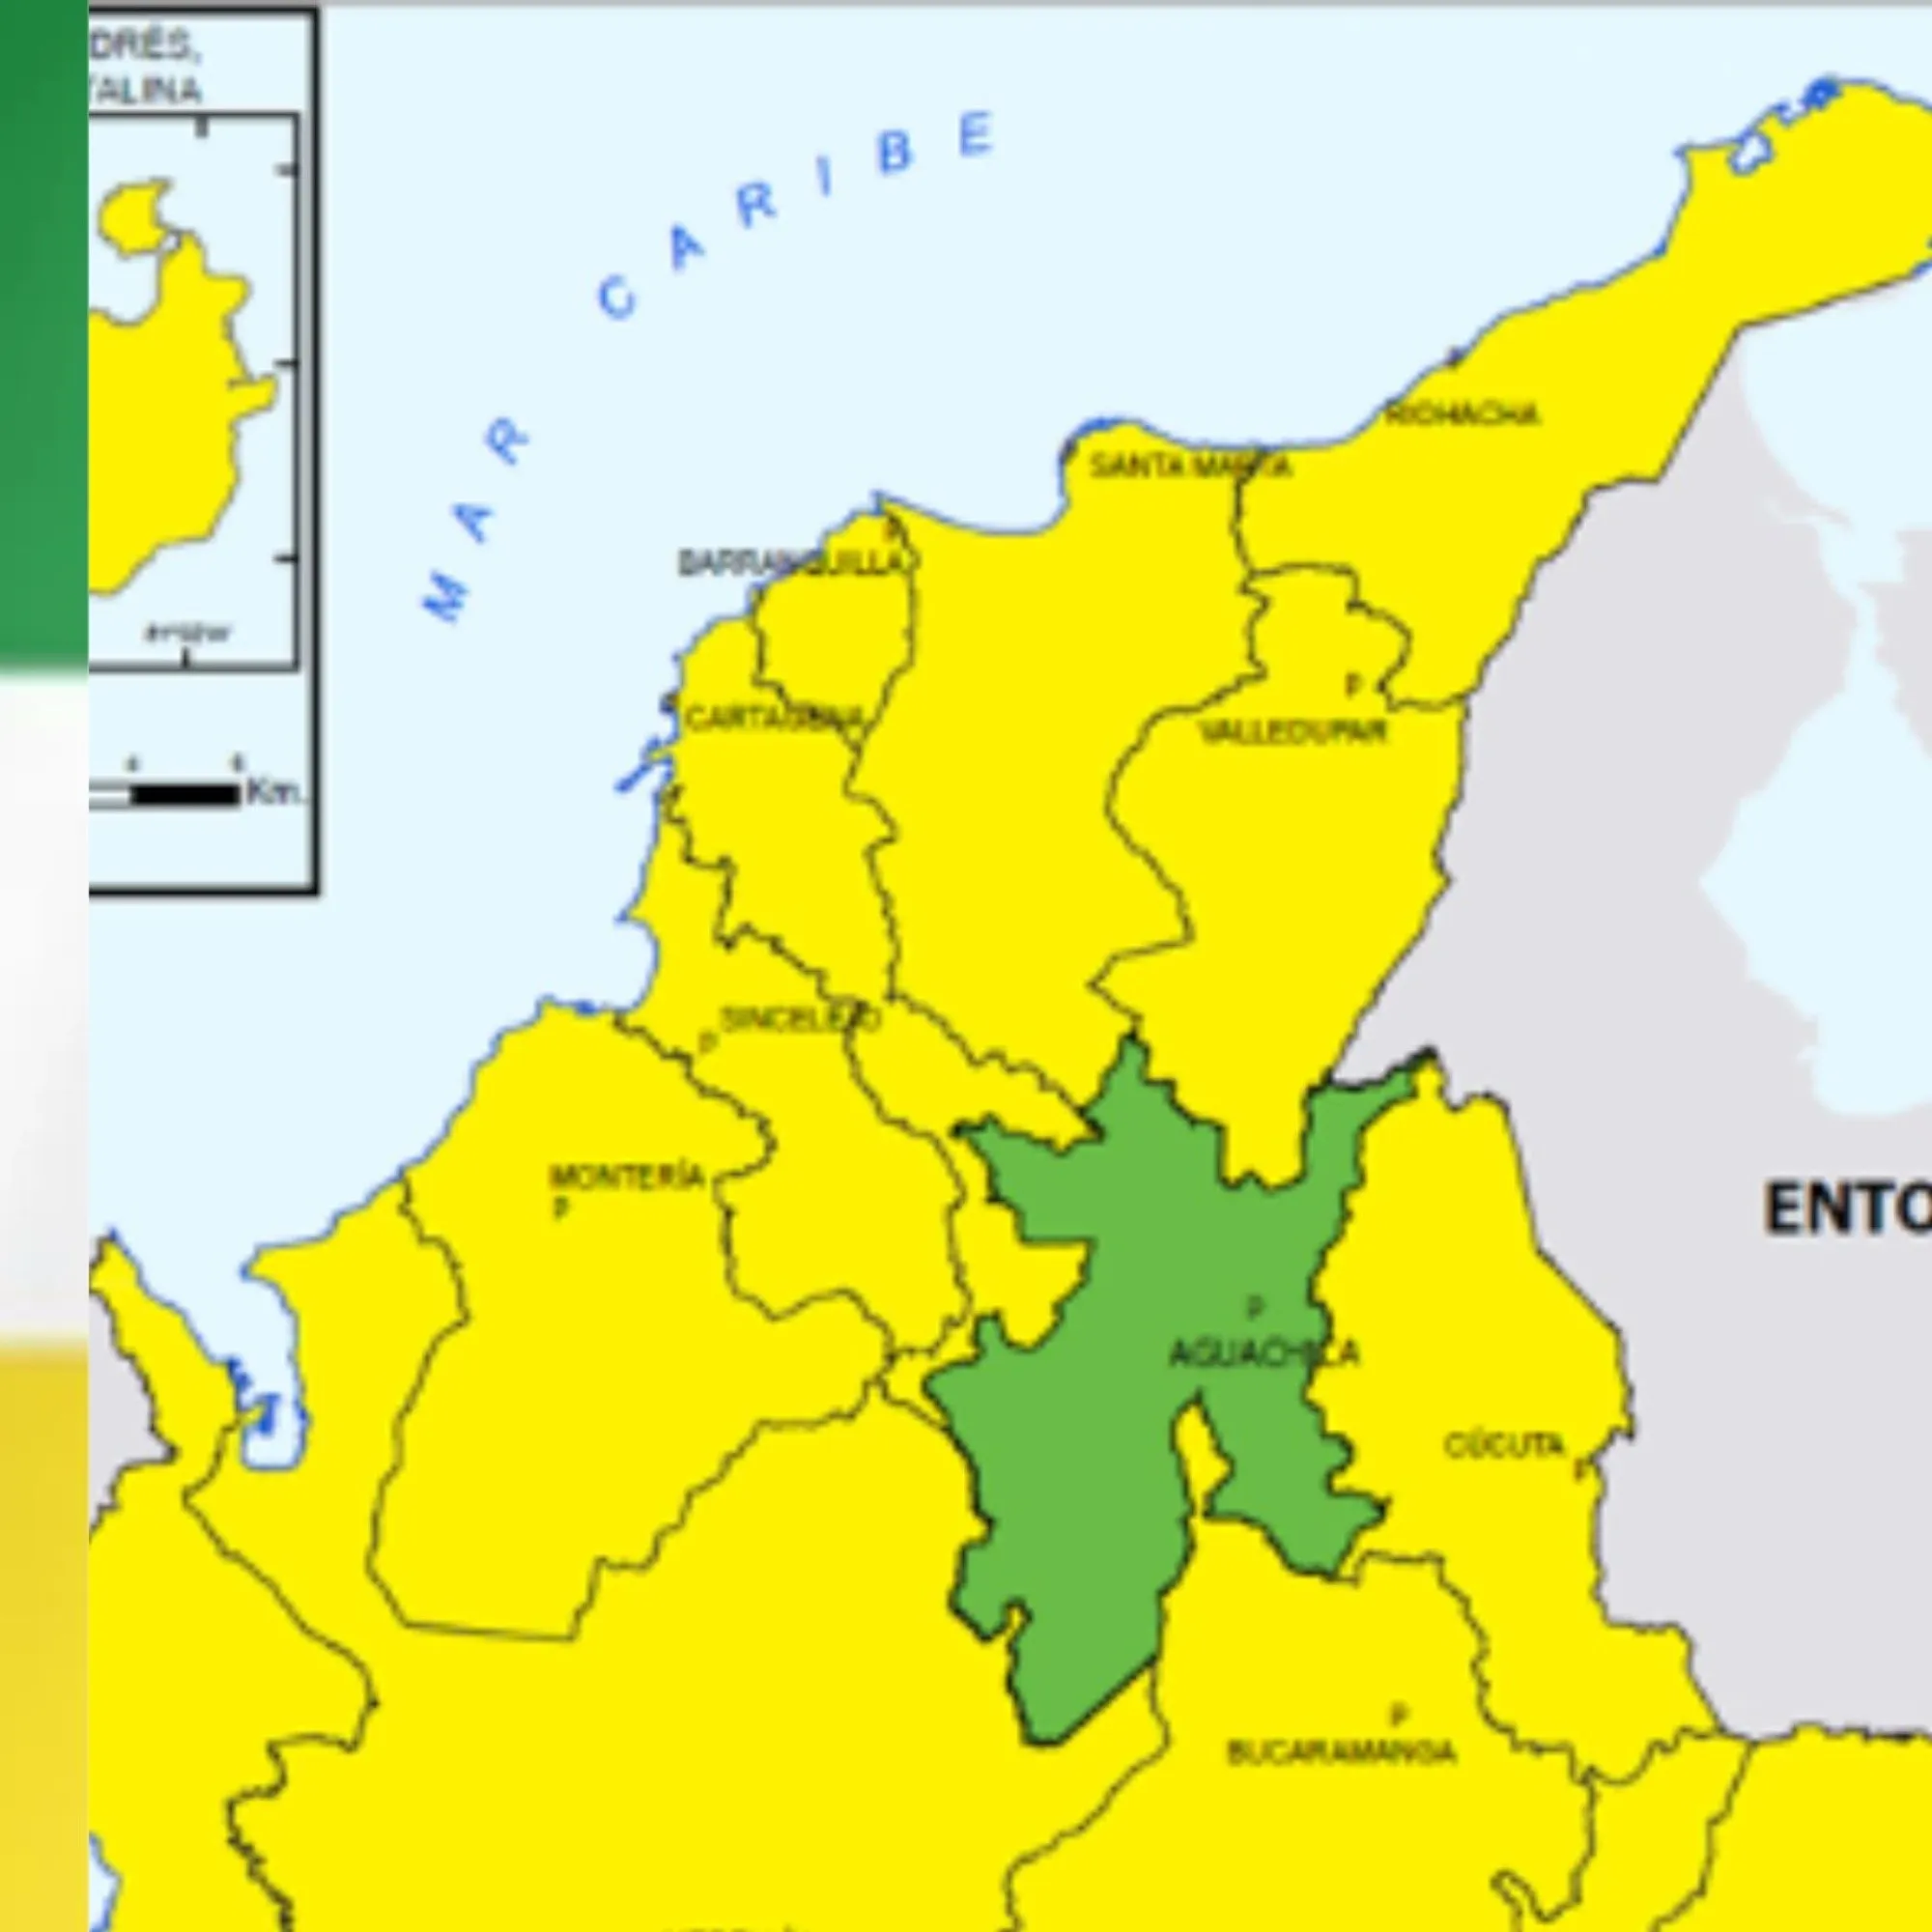 DRÉS,
TALINA
Km.
MAR CARIBE
RIOHACHA
SANTA MARTA
BARRANQUILLA
P
CARTAGENA
P
VALLEDUPAR
SINCELEJO
P
MONTERÍA
P
ENTO
P
AGUACHICA
CÚCUTA
P
P
BUCARAMANGA